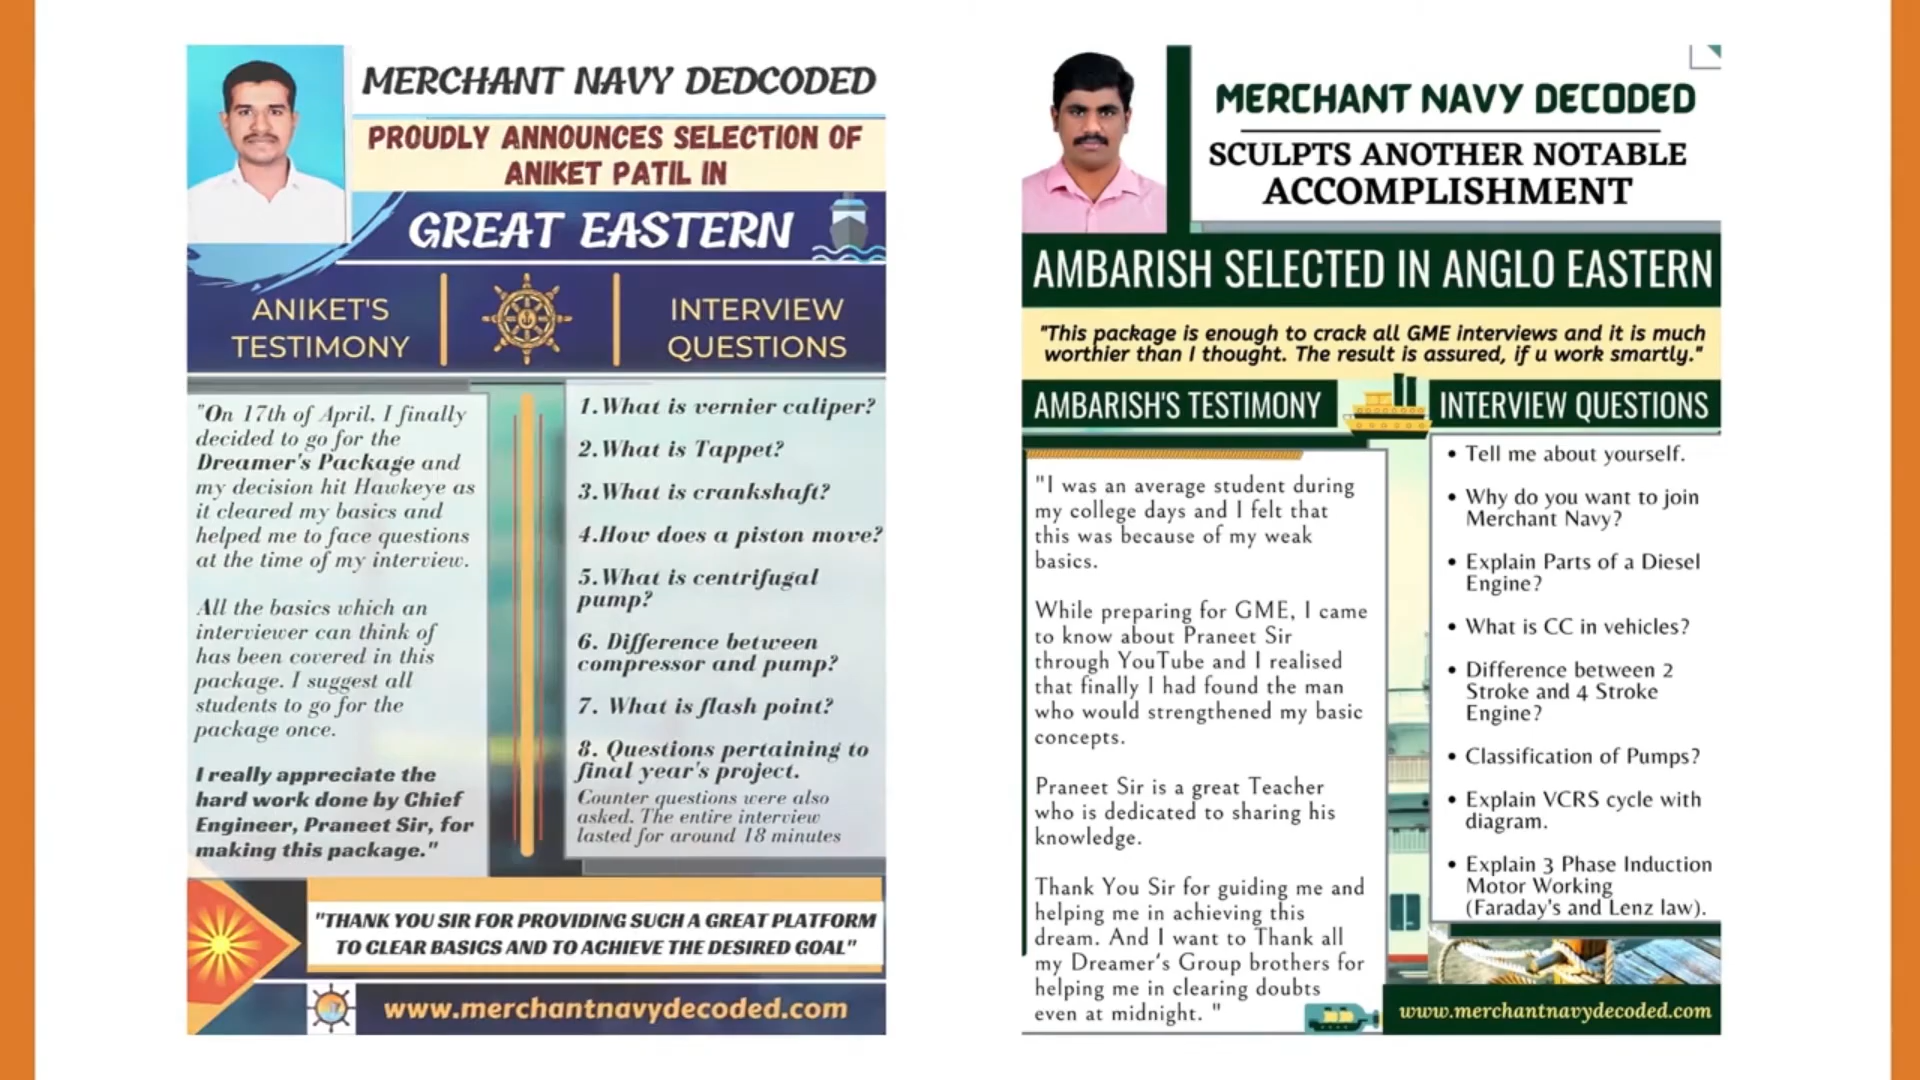 MERCHANT NAVY DEDCODED
PROUDLY ANNOUNCES SELECTION OF
ANIKET PATIL IN
GREAT EASTERN
ANIKET'S
TESTIMONY
INTERVIEW
QUESTIONS
"On 17th of April, I finally
decided to go for the
Dreamer's Package and
my decision hit Hawkeye as
it cleared my basics and
helped me to face questions
at the time of my interview.
All the basics which an
interviewer can think of
has been covered in this
package. I suggest all
students to go for the
package once.
I really appreciate the
hard work done by Chief
Engineer, Praneet Sir, for
making this package."
1.What is vernier caliper?
2.What is Tappet?
3.What is crankshaft?
4.How does a piston move?
5.What is centrifugal
pump?
6. Difference between
compressor and pump?
7. What is flash point?
8. Questions pertaining to
final year's project.
Counter questions were also
asked. The entire interview
lasted for around 18 minutes
"THANK YOU SIR FOR PROVIDING SUCH A GREAT PLATFORM
TO CLEAR BASICS AND TO ACHIEVE THE DESIRED GOAL"
www.merchantnavydecoded.com
MERCHANT NAVY DECODED
SCULPTS ANOTHER NOTABLE
ACCOMPLISHMENT
AMBARISH SELECTED IN ANGLO EASTERN
"This package is enough to crack all GME interviews and it is much
worthier than I thought. The result is assured, if u work smartly."
AMBARISH'S TESTIMONY
INTERVIEW QUESTIONS
"I was an average student during
my college days and I felt that
this was because of my weak
basics.
While preparing for GME, I came
to know about Praneet Sir
through YouTube and I realised
that finally I had found the man
who would strengthened my basic
concepts.
Praneet Sir is a great Teacher
who is dedicated to sharing his
knowledge.
Thank You Sir for guiding me and
helping me in achieving this
dream. And I want to Thank all
my Dreamer's Group brothers for
helping me in clearing doubts
even at midnight. "
• Tell me about yourself.
• Why do you want to join
Merchant Navy?
• Explain Parts of a Diesel
Engine?
• What is CC in vehicles?
• Difference between 2
Stroke and 4 Stroke
Engine?
• Classification of Pumps?
• Explain VCRS cycle with
diagram.
• Explain 3 Phase Induction
Motor Working
(Faraday's and Lenz law).
www.merchantnavydecoded.com